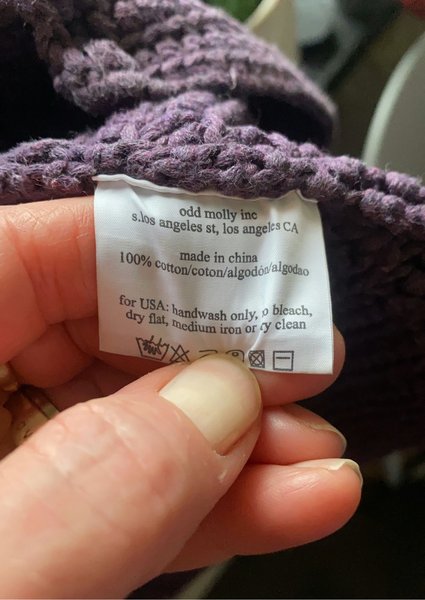 odd molly inc
s.los angeles st, los angeles CA
made in china
100% cotton/coton/algodón/algodao
for USA: handwash only, bleach,
dry flat, medium iron or clean